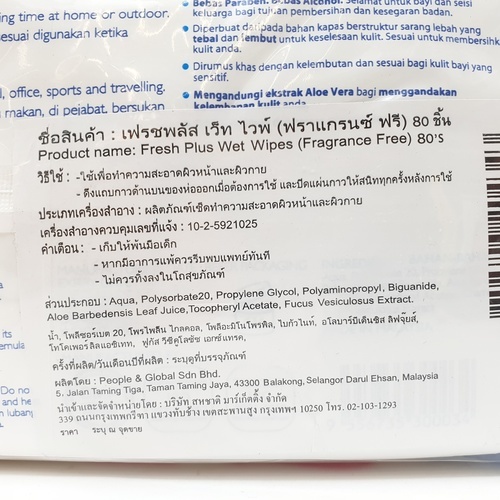 Bebas Paraben. Bebas Alcohol. Selamat untuk bayi dan seisi
keluarga bagi tujuan pembersihan dan kesegaran badan.
ing time at home or outdoor.
esuai digunakan ketika
Diperbuat daripada bahan kapas berstruktur sarang lebah yang
tebal dan lembut untuk keselesaan kulit. Sesuai untuk membersihk
kulit anda.
Dirumus khas dengan kelembutan dan sesuai bagi kulit bayi yang
sensitif.
l, office, sports and travelling.
rnakan, di pejabat. bersukan
Mengandungi ekstrak Aloe Vera bagi menggandakan
kelembapan kulit anda
ชื่อสินค้า : เฟรชพลัส เว็ท ไวพ์ (ฟราแกรนซ์ ฟรี) 80 ชิ้น
Product name: Fresh Plus Wet Wipes (Fragrance Free) 80'S
วิธีใช้ : -ใช้เพื่อทำความสะอาดผิวหน้าและผิวกาย
- ดึงแถบกาวด้านบนของห่อออกเมื่อต้องการใช้ และปิดแผ่นกาวให้สนิททุกครั้งหลังการใช้
ประเภทเครื่องสำอาง : ผลิตภัณฑ์เช็ดทำความสะอาดผิวหน้าและผิวกาย
เครื่องสำอางควบคุมเลขที่แจ้ง : 10-2-5921025
คำเตือน : - เก็บให้พ้นมือเด็ก
- หากมีอาการแพ้ควรรีบพบแพทย์ทันที
- ไม่ควรทิ้งลงในโถสุขภัณฑ์
ส่วนประกอบ : Aqua, Polysorbate20, Propylene Glycol, Polyaminopropyl, Biguanide,
Aloe Barbedensis Leaf Juice,Tocopheryl Acetate, Fucus Vesiculosus Extract.
น้ำ, โพลีซอร์เบต 20, โพรไพลีน ไกลคอล, โพลีอะมิโนโพรพิล, ไบกัวไนท์, อโลบาร์บีเด็นซิส ลีฟจุ๊ยส์,
โทโคเฟอร์ลิลแอซิเทท, ฟูกัส วีซิคูโลซัช เอกซ์แทรค,
ครั้งที่ผลิต/วันเดือนปีที่ผลิต : ระบุที่บรรจุภัณฑ์
ผลิตโดย : People & Global Sdn Bhd.
5. Jalan Taming Tiga, Taman Taming Jaya, 43300 Balakong,Selangor Darul Ehsan, Malaysia
นำเข้าและจัดจำหน่ายโดย : บริษัท สหชาติ มาร์เก็ตติ้ง จำกัด
339 ถนนกรุงเทพกรีฑา แขวงทับช้าง เขตสะพานสูง กรุงเทพฯ 10250 โทร. 02-103-1293
ราคา ระบุ ณ จุดขาย
its
emula
Do no
and he
n lubang